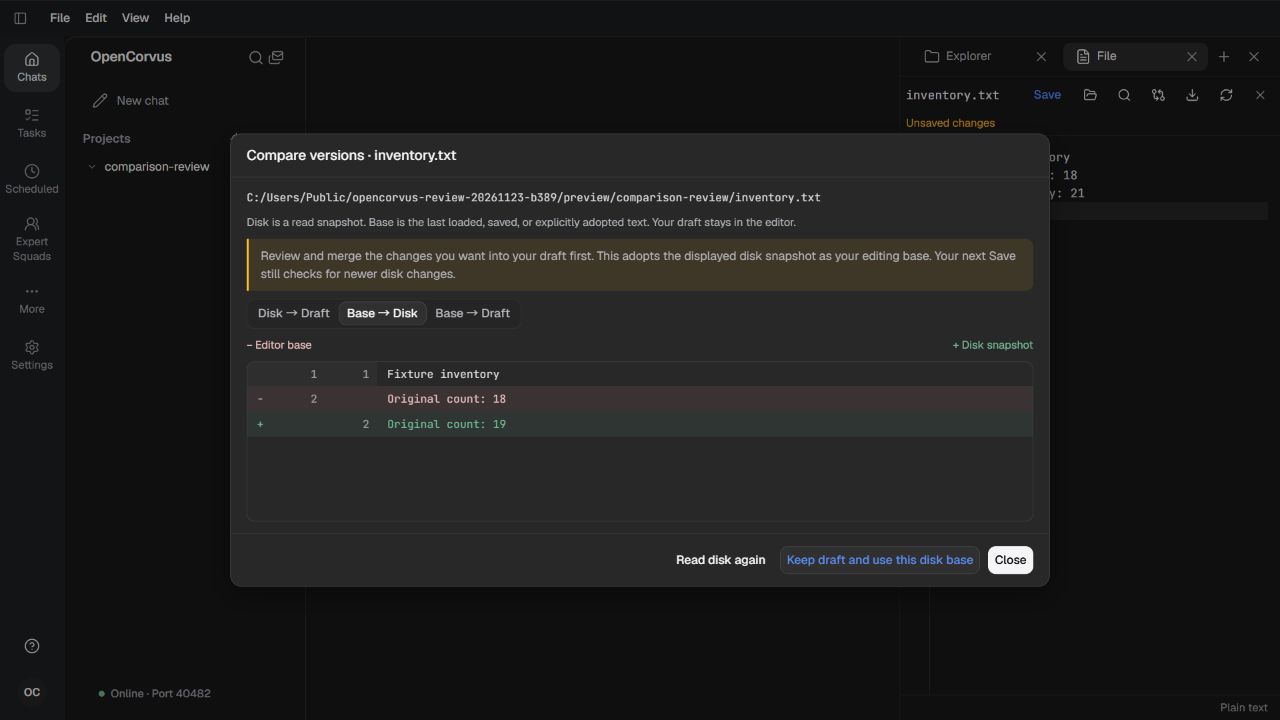 File Edit View Help
OpenCorvus
Explorer
File
Chats
inventory.txt Save
New chat
Unsaved changes
Tasks
Projects
comparison-review
Scheduled
Expert
Squads
More
Settings
ory
: 18
y: 21
Compare versions · inventory.txt
C:/Users/Public/opencorvus-review-20261123-b389/preview/comparison-review/inventory.txt
Disk is a read snapshot. Base is the last loaded, saved, or explicitly adopted text. Your draft stays in the editor.
Review and merge the changes you want into your draft first. This adopts the displayed disk snapshot as your editing base. Your next Save
still checks for newer disk changes.
Disk → Draft Base → Disk Base → Draft
− Editor base + Disk snapshot
1 1 Fixture inventory
- 2 Original count: 18
+ 2 Original count: 19
Read disk again Keep draft and use this disk base Close
OC
Online · Port 40482
Plain text